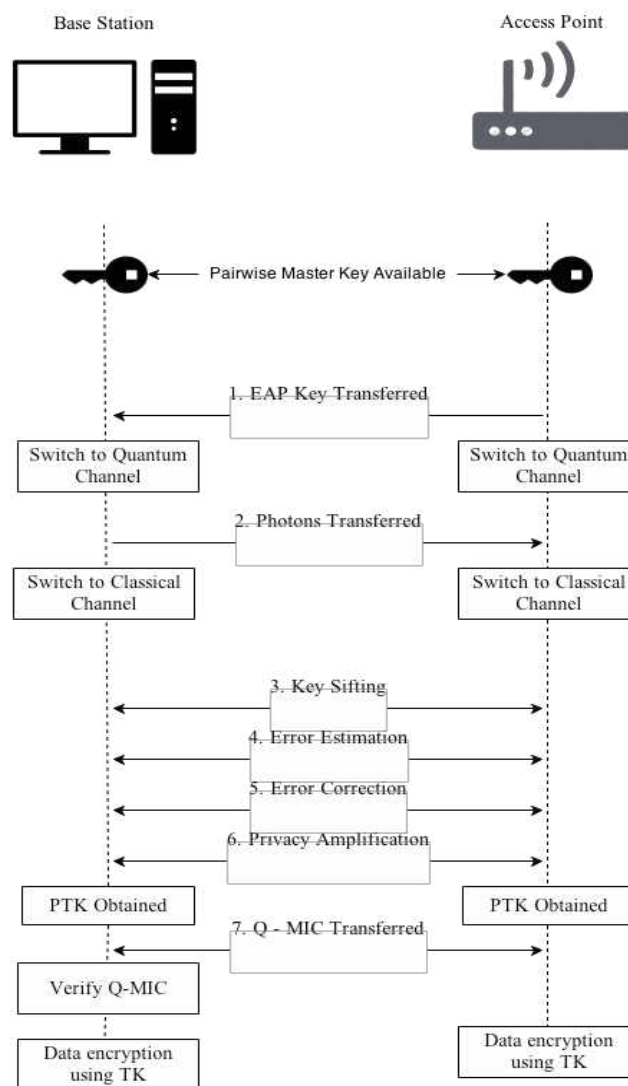 Base Station
Access Point
Pairwise Master Key Available
1. EAP Key Transferred
Switch to Quantum
Channel
Switch to Quantum
Channel
2. Photons Transferred
Switch to Classical
Channel
Switch to Classical
Channel
3. Key Sifting
4. Error Estimation
5. Error Correction
6. Privacy Amplification
PTK Obtained
PTK Obtained
7. Q - MIC Transferred
Verify Q-MIC
Data encryption
using TK
Data encryption
using TK